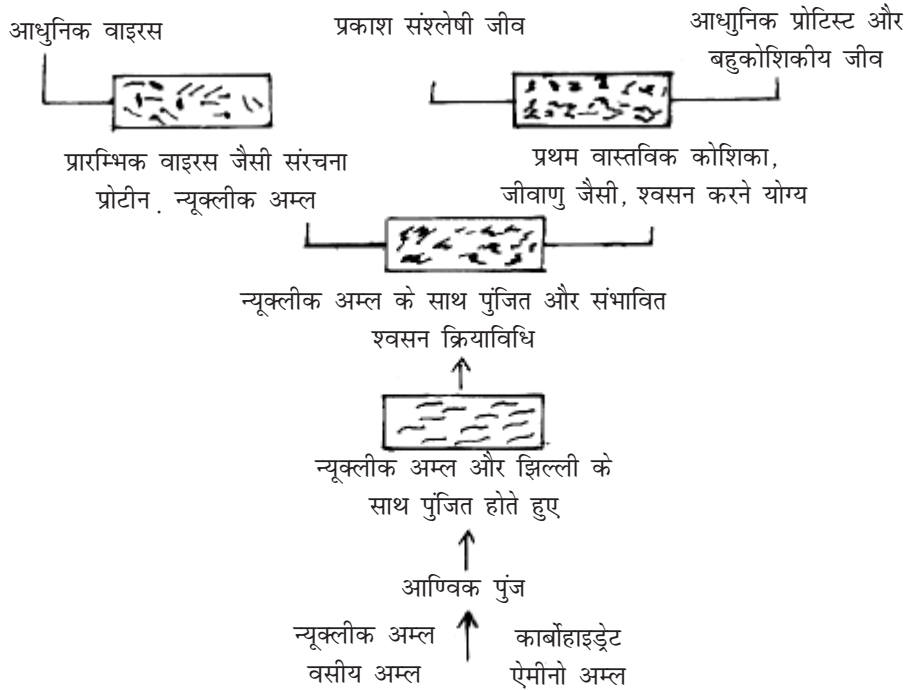 आधुनिक वाइरस
प्रकाश संश्लेषी जीव
आधाुनिक प्रोटिस्ट और
बहुकोशिकीय जीव
प्रारम्भिक वाइरस जैसी संरचना
प्रोटीन . न्यूक्लीक अम्ल
प्रथम वास्तविक कोशिका,
जीवाणु जैसी, श्वसन करने योग्य
न्यूक्लीक अम्ल के साथ पुंजित और संभावित
श्वसन क्रियाविधि
न्यूक्लीक अम्ल और झिल्ली के
साथ पुंजित होते हुए
आण्विक पुंज
न्यूक्लीक अम्ल
वसीय अम्ल
कार्बोहाइड्रेट
ऐमीनो अम्ल